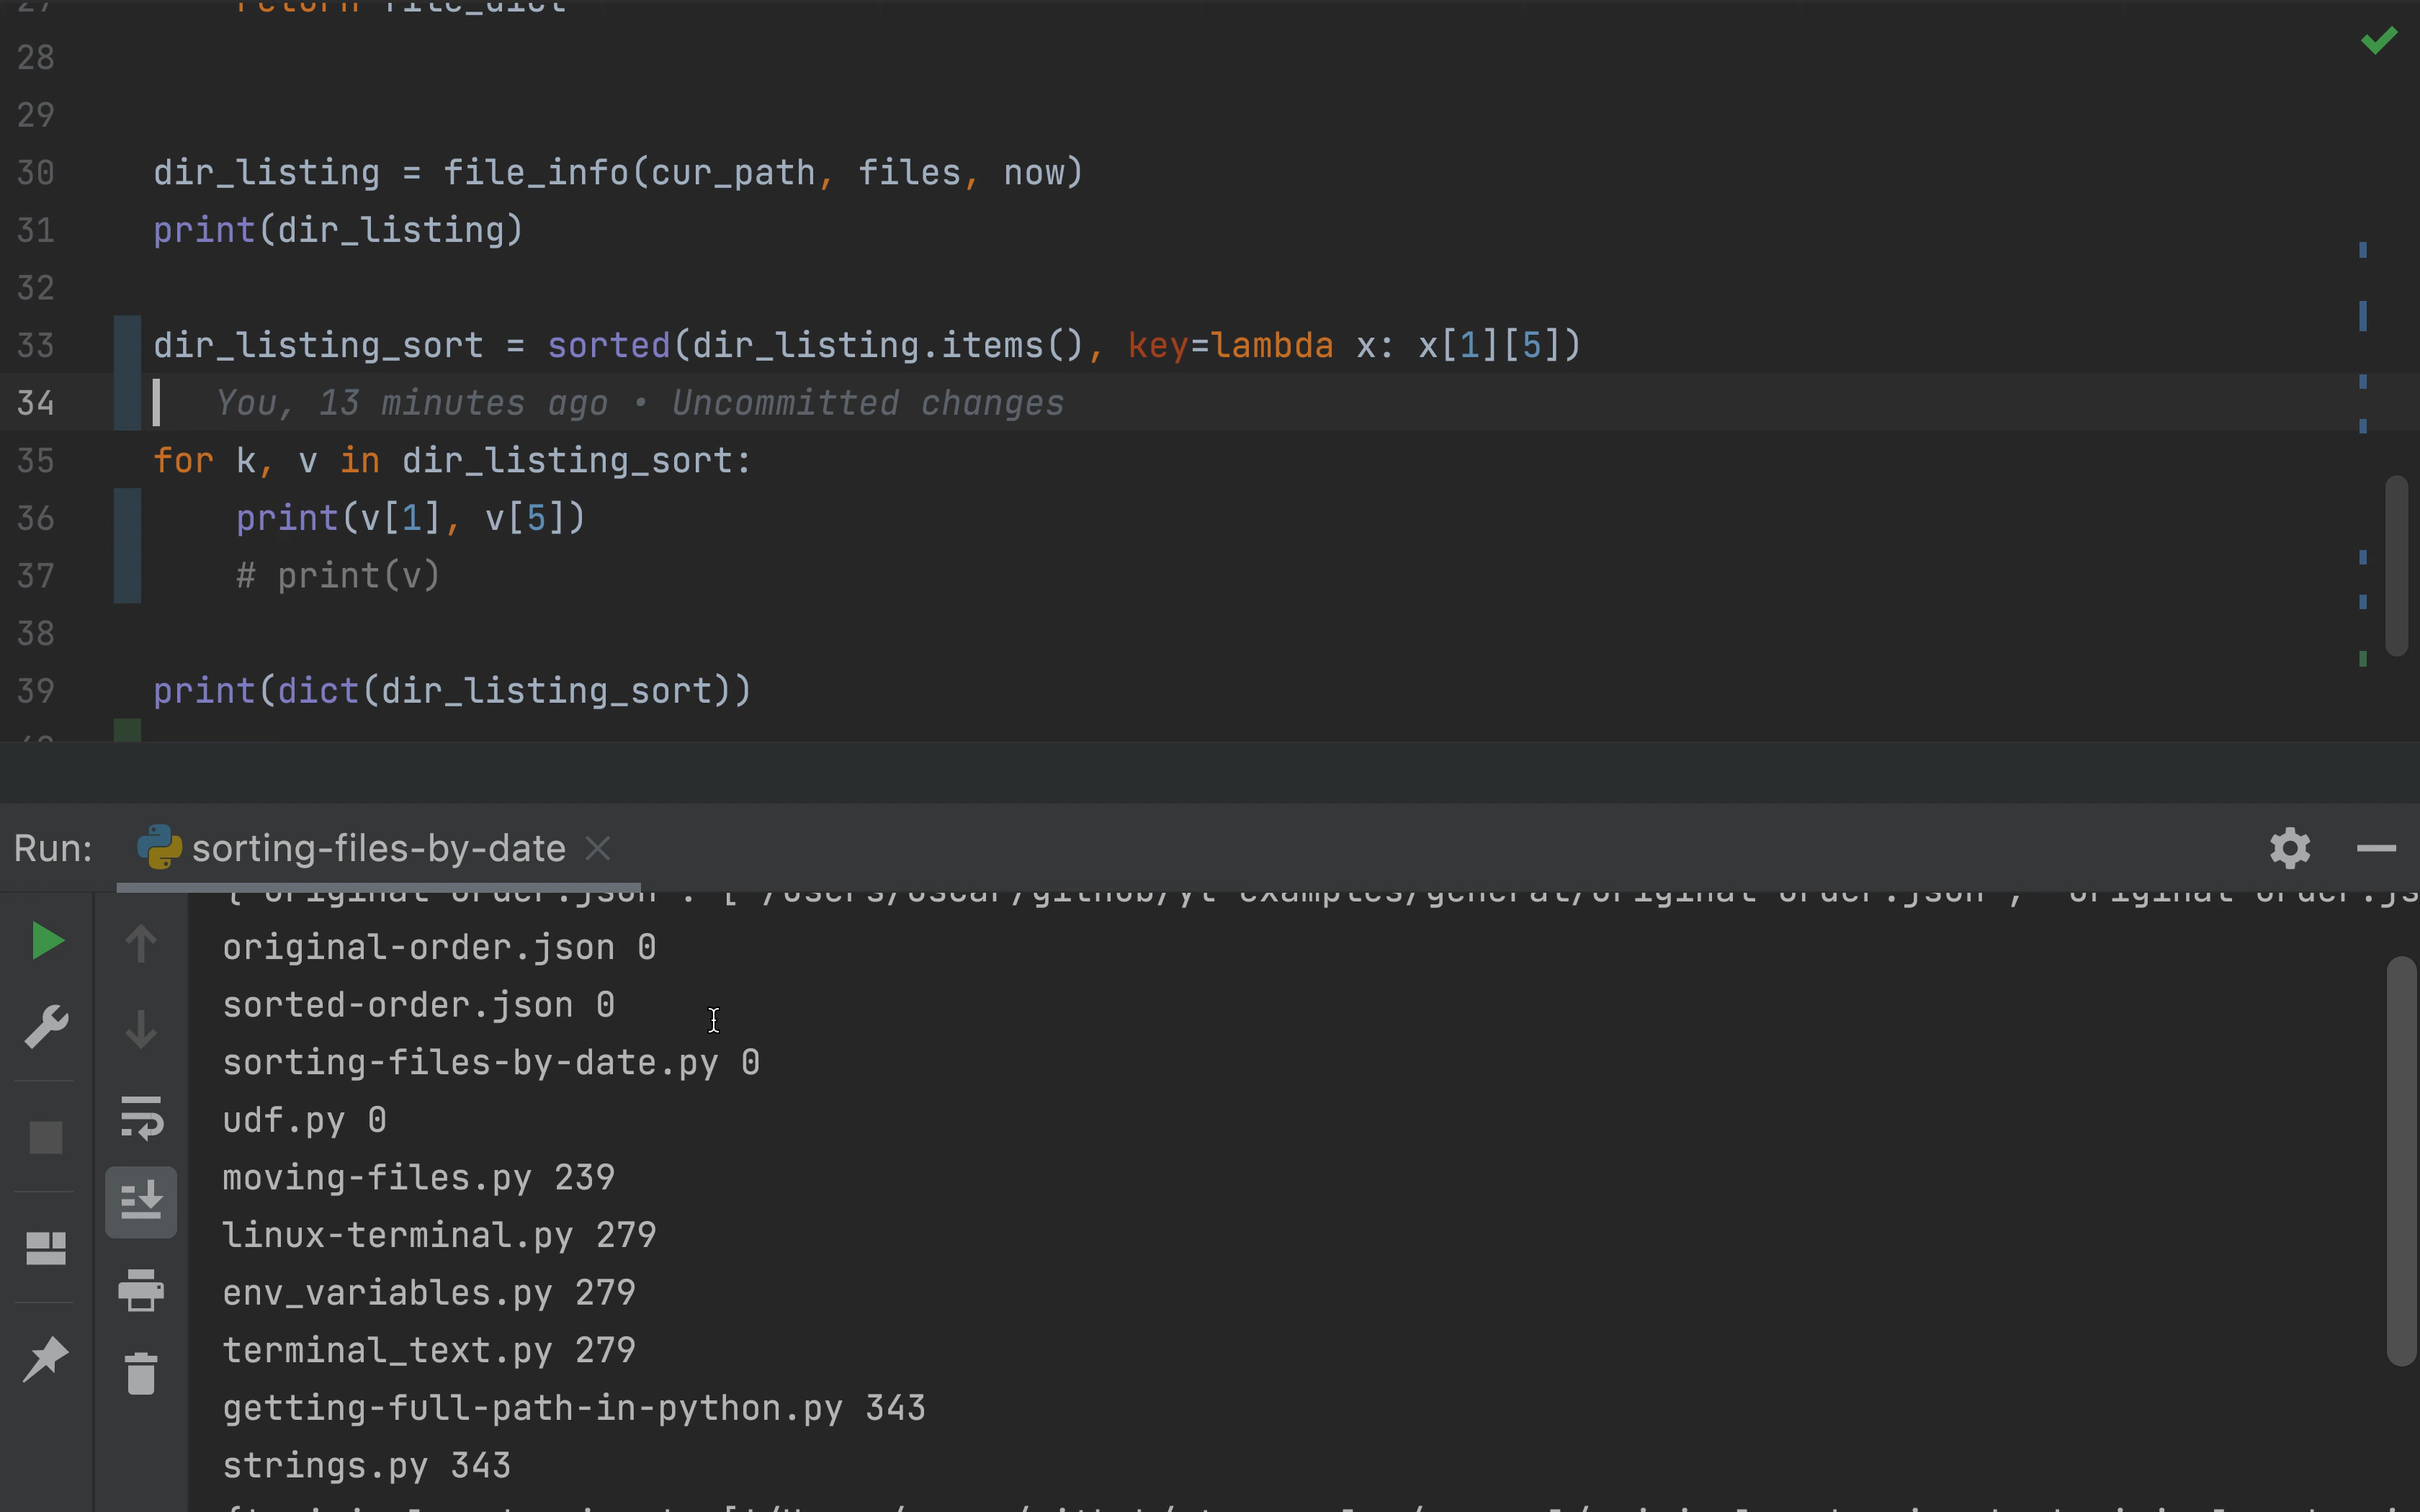 27 return file_dict
28
29
30 dir_listing = file_info(cur_path, files, now)
31 print(dir_listing)
32
33 dir_listing_sort = sorted(dir_listing.items(), key=lambda x: x[1][5])
34 You, 13 minutes ago • Uncommitted changes
35 for k, v in dir_listing_sort:
36 print(v[1], v[5])
37 # print(v)
38
39 print(dict(dir_listing_sort))
Run: sorting-files-by-date
original-order.json 0
sorted-order.json 0
sorting-files-by-date.py 0
udf.py 0
moving-files.py 239
linux-terminal.py 279
env_variables.py 279
terminal_text.py 279
getting-full-path-in-python.py 343
strings.py 343